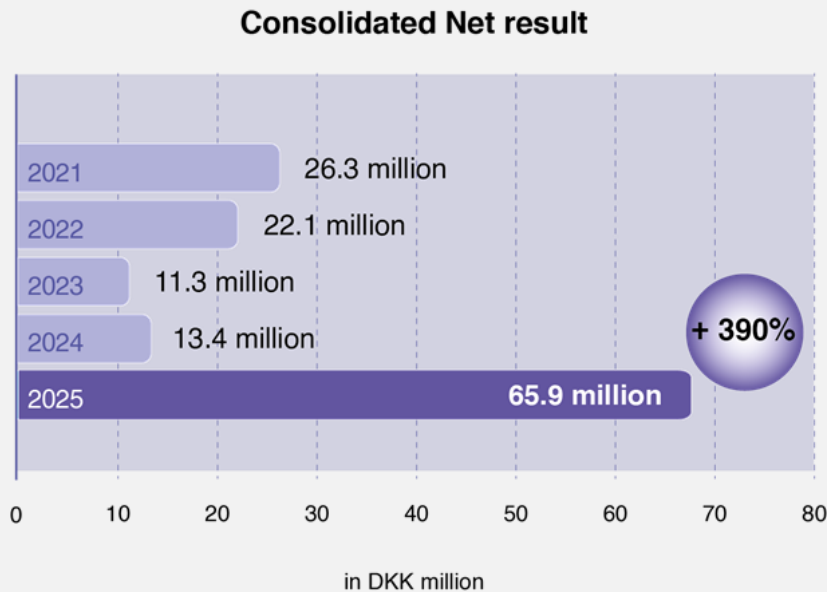 Consolidated Net result
2021 26.3 million
2022 22.1 million
2023 11.3 million
2024 13.4 million
+ 390%
2025 65.9 million
0 10 20 30 40 50 60 70 80
in DKK million